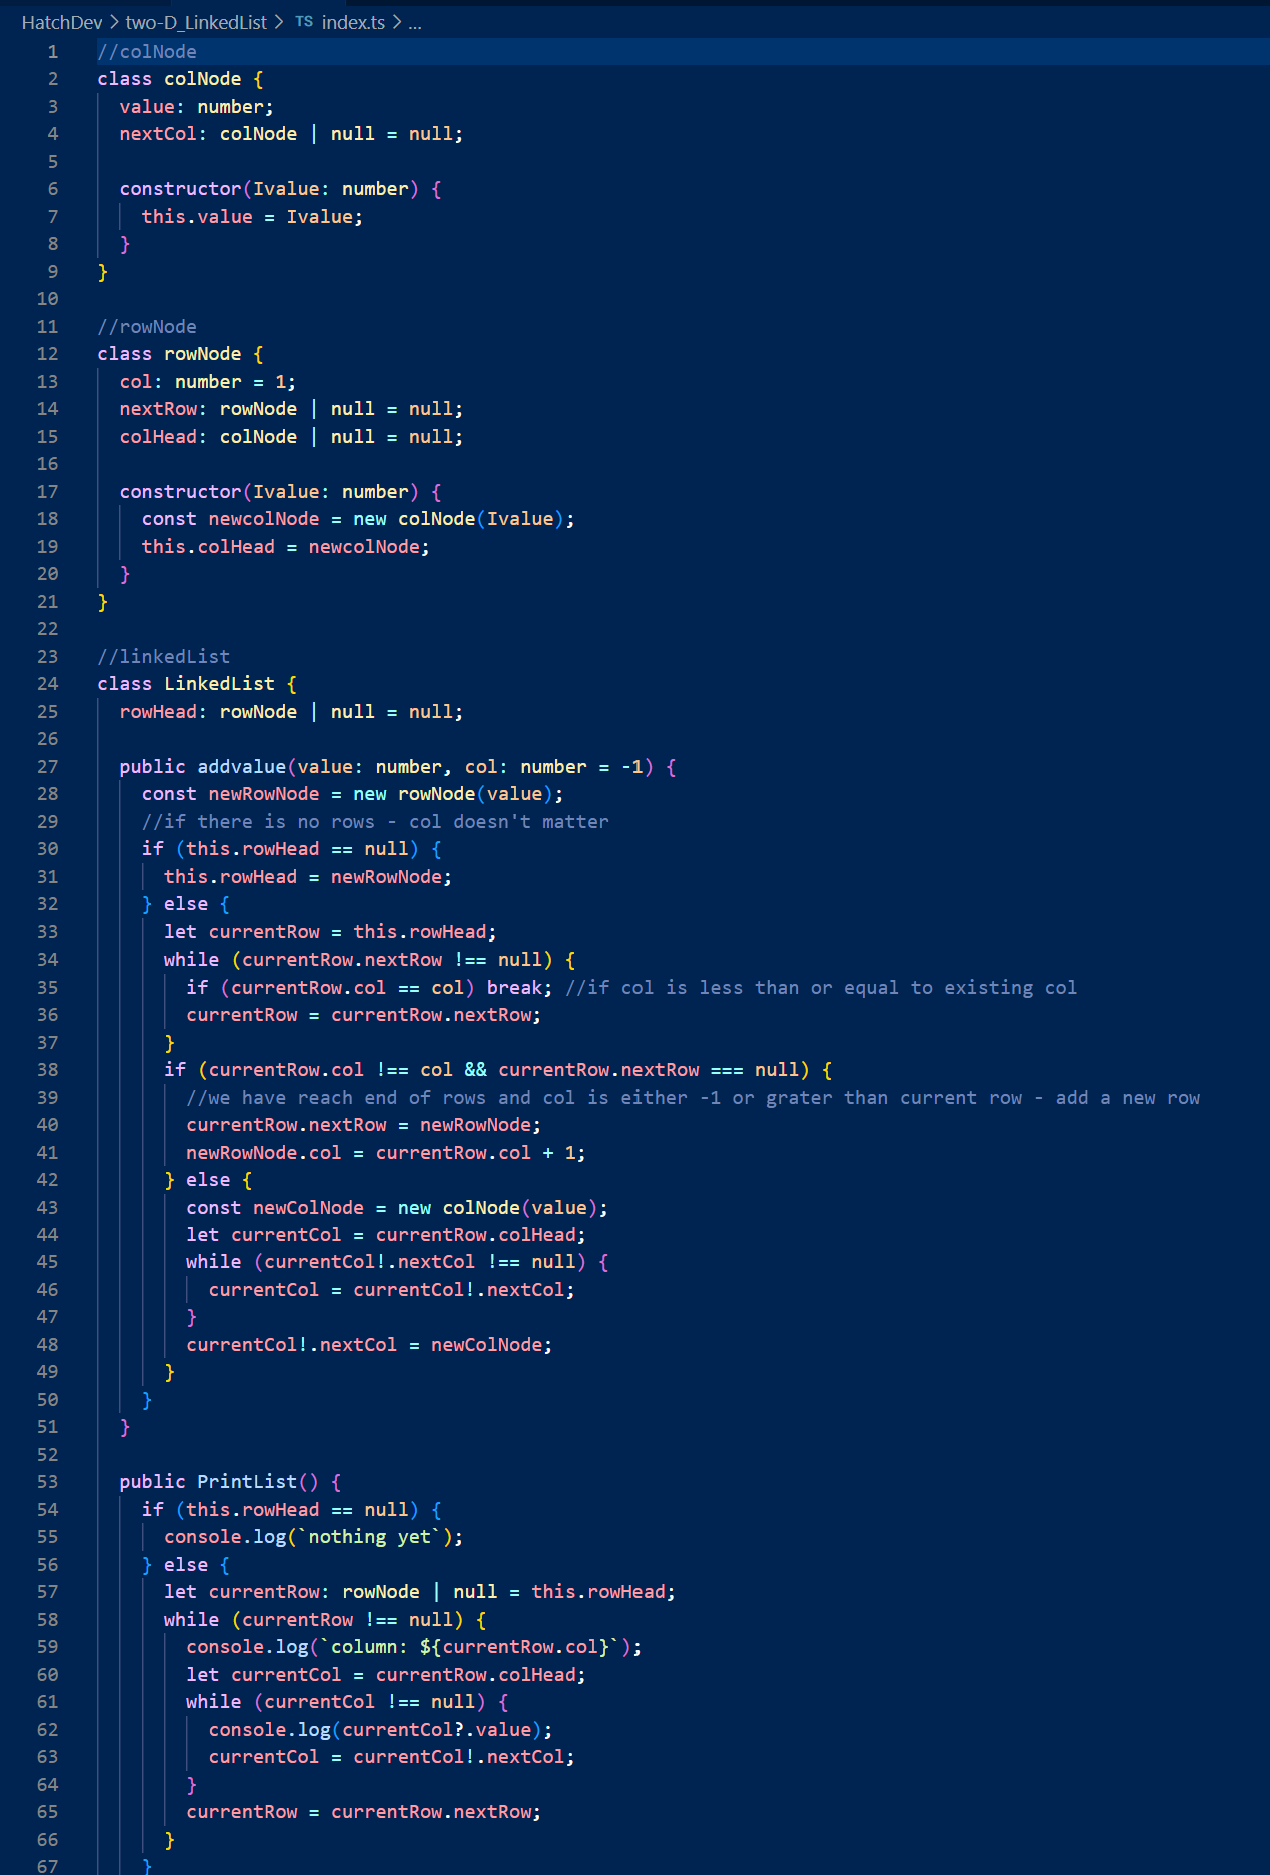 HatchDev > two-D_LinkedList > TS index.ts > ...
1 //colNode
2 class colNode {
3   value: number;
4   nextCol: colNode | null = null;
5
6   constructor(Ivalue: number) {
7     this.value = Ivalue;
8   }
9 }
10
11 //rowNode
12 class rowNode {
13   col: number = 1;
14   nextRow: rowNode | null = null;
15   colHead: colNode | null = null;
16
17   constructor(Ivalue: number) {
18     const newcolNode = new colNode(Ivalue);
19     this.colHead = newcolNode;
20   }
21 }
22
23 //linkedList
24 class LinkedList {
25   rowHead: rowNode | null = null;
26
27   public addvalue(value: number, col: number = -1) {
28     const newRowNode = new rowNode(value);
29     //if there is no rows - col doesn't matter
30     if (this.rowHead == null) {
31       this.rowHead = newRowNode;
32     } else {
33       let currentRow = this.rowHead;
34       while (currentRow.nextRow !== null) {
35         if (currentRow.col == col) break; //if col is less than or equal to existing col
36         currentRow = currentRow.nextRow;
37       }
38       if (currentRow.col !== col && currentRow.nextRow === null) {
39         //we have reach end of rows and col is either -1 or grater than current row - add a new row
40         currentRow.nextRow = newRowNode;
41         newRowNode.col = currentRow.col + 1;
42       } else {
43         const newColNode = new colNode(value);
44         let currentCol = currentRow.colHead;
45         while (currentCol!.nextCol !== null) {
46           currentCol = currentCol!.nextCol;
47         }
48         currentCol!.nextCol = newColNode;
49       }
50     }
51   }
52
53   public PrintList() {
54     if (this.rowHead == null) {
55       console.log(`nothing yet`);
56     } else {
57       let currentRow: rowNode | null = this.rowHead;
58       while (currentRow !== null) {
59         console.log(`column: ${currentRow.col}`);
60         let currentCol = currentRow.colHead;
61         while (currentCol !== null) {
62           console.log(currentCol?.value);
63           currentCol = currentCol!.nextCol;
64         }
65         currentRow = currentRow.nextRow;
66       }
67     }